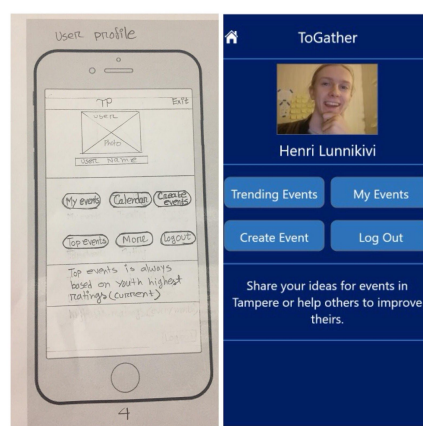 User profile
TP
Exit
USER
Photo
User Name
My events
Calendar
Create
events
Top events
More
Logout
Top events is always
based on youth highest
ratings (current)
4
ToGather
Henri Lunnikivi
Trending Events
My Events
Create Event
Log Out
Share your ideas for events in
Tampere or help others to improve
theirs.